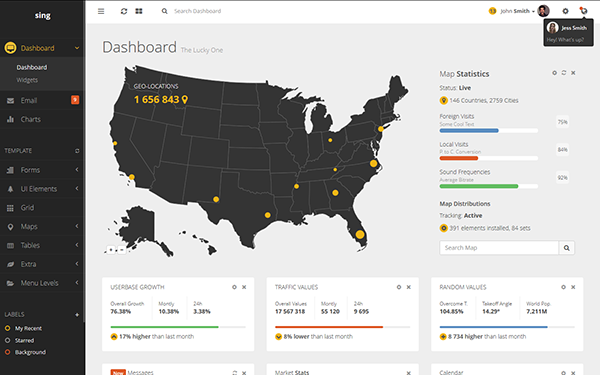 sing
Search Dashboard
13 John Smith
Jess Smith
Hey! What's up?
Dashboard
Dashboard
Widgets
Email 9
Charts
TEMPLATE
Forms
UI Elements
Grid
Maps
Tables
Extra
Menu Levels
LABELS +
My Recent
Starred
Background
Dashboard The Lucky One
GEO-LOCATIONS
1 656 843
Map Statistics
Status: Live
146 Countries, 2759 Cities
Foreign Visits
Some Cool Text
75%
Local Visits
P. to C. Conversion
84%
Sound Frequencies
Average Bitrate
92%
Map Distributions
Tracking: Active
391 elements installed, 84 sets
Search Map
USERBASE GROWTH
Overall Growth Montly 24h
76.38% 10.38% 3.38%
17% higher than last month
TRAFFIC VALUES
Overall Values Montly 24h
17 567 318 55 120 9 695
8% lower than last month
RANDOM VALUES
Overcome T. Takeoff Angle World Pop.
104.85% 14.29° 7,211M
8 734 higher than last month
New Messages
Market Stats
Calendar